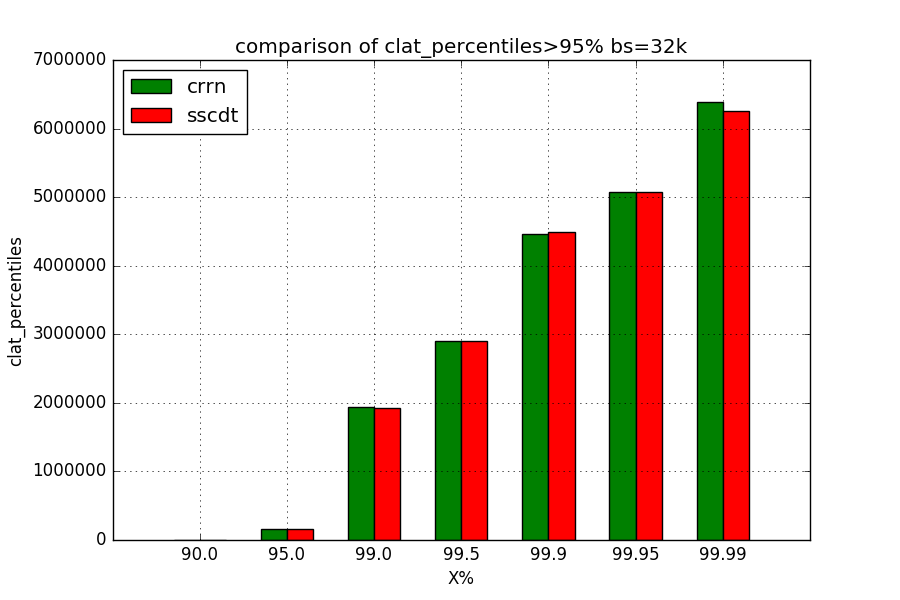 comparison of clat_percentiles>95% bs=32k
7000000
6000000
5000000
4000000
3000000
2000000
1000000
0
clat_percentiles
crrn
sscdt
90.0 95.0 99.0 99.5 99.9 99.95 99.99
X%